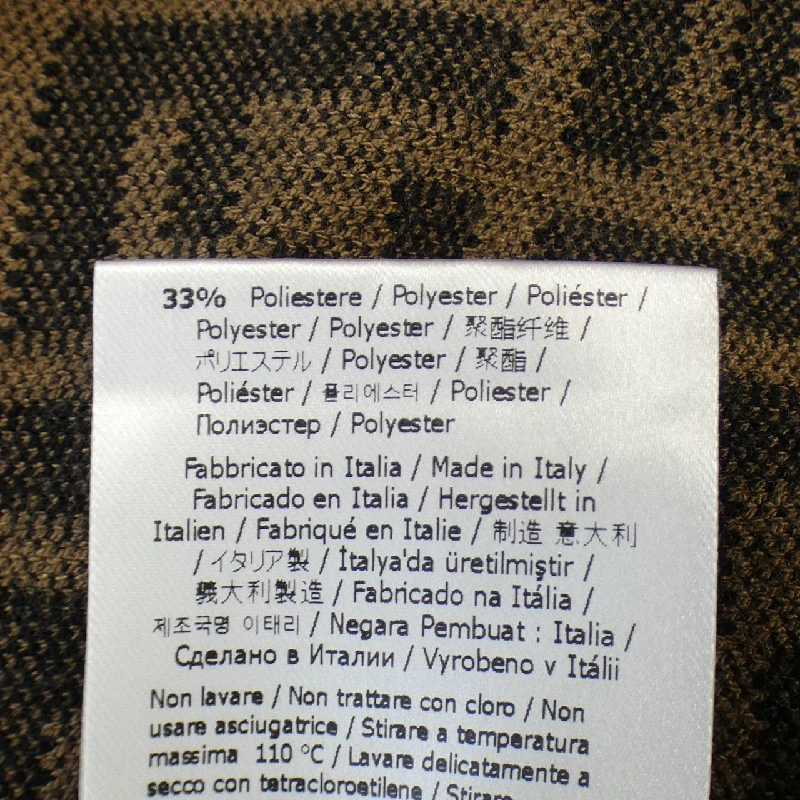 33% Poliestere / Polyester / Poliéster /
Polyester / Polyester / 聚酯纤维 /
ポリエステル / Polyester / 聚酯 /
Poliéster / 폴리에스터 / Poliester /
Полиэстер / Polyester
Fabbricato in Italia / Made in Italy /
Fabricado en Italia / Hergestellt in
Italien / Fabriqué en Italie / 制造 意大利
/ イタリア製 / İtalya'da üretilmiştir /
義大利製造 / Fabricado na Itália /
제조국명 이태리 / Negara Pembuat : Italia /
Сделано в Италии / Vyrobeno v Itálii
Non lavare / Non trattare con cloro / Non
usare asciugatrice / Stirare a temperatura
massima 110 °C / Lavare delicatamente a
secco con tetracloroetilene / Stirare